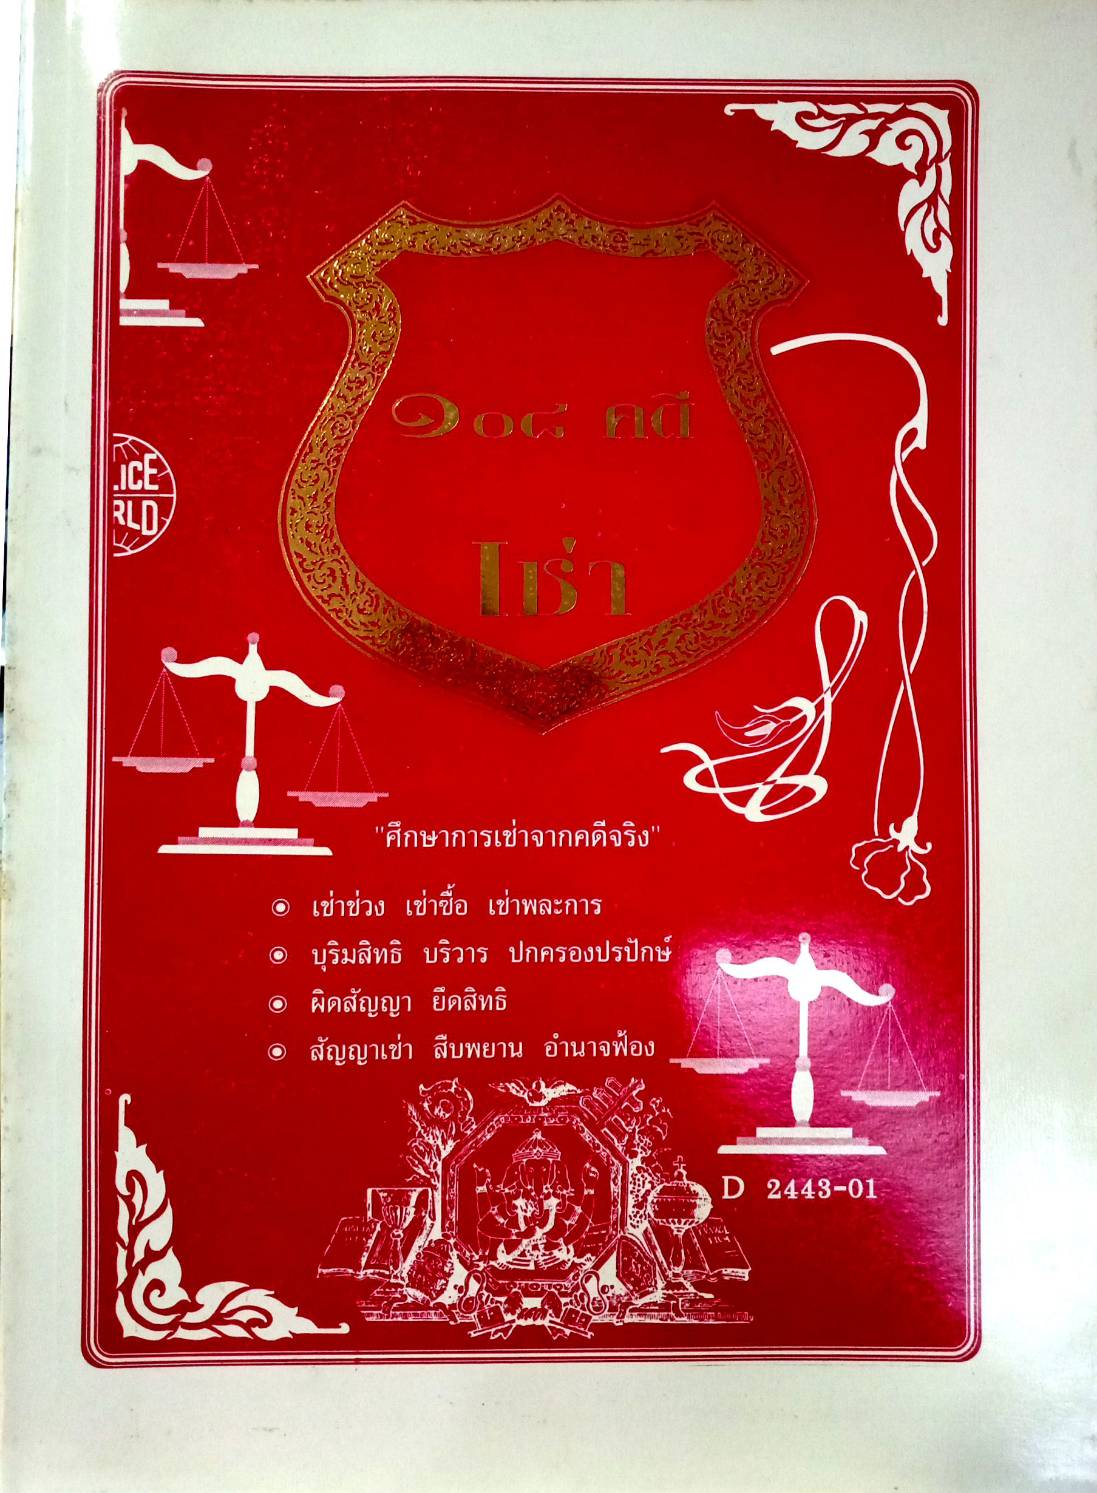 ๑๐๘ คดี
เช่า
.ICE
RLD
"ศึกษาการเช่าจากคดีจริง"
เช่าช่วง เช่าซื้อ เช่าพละการ
บุริมสิทธิ บริวาร ปกครองปรปักษ์
ผิดสัญญา ยึดสิทธิ
สัญญาเช่า สืบพยาน อำนาจฟ้อง
D 2443-01